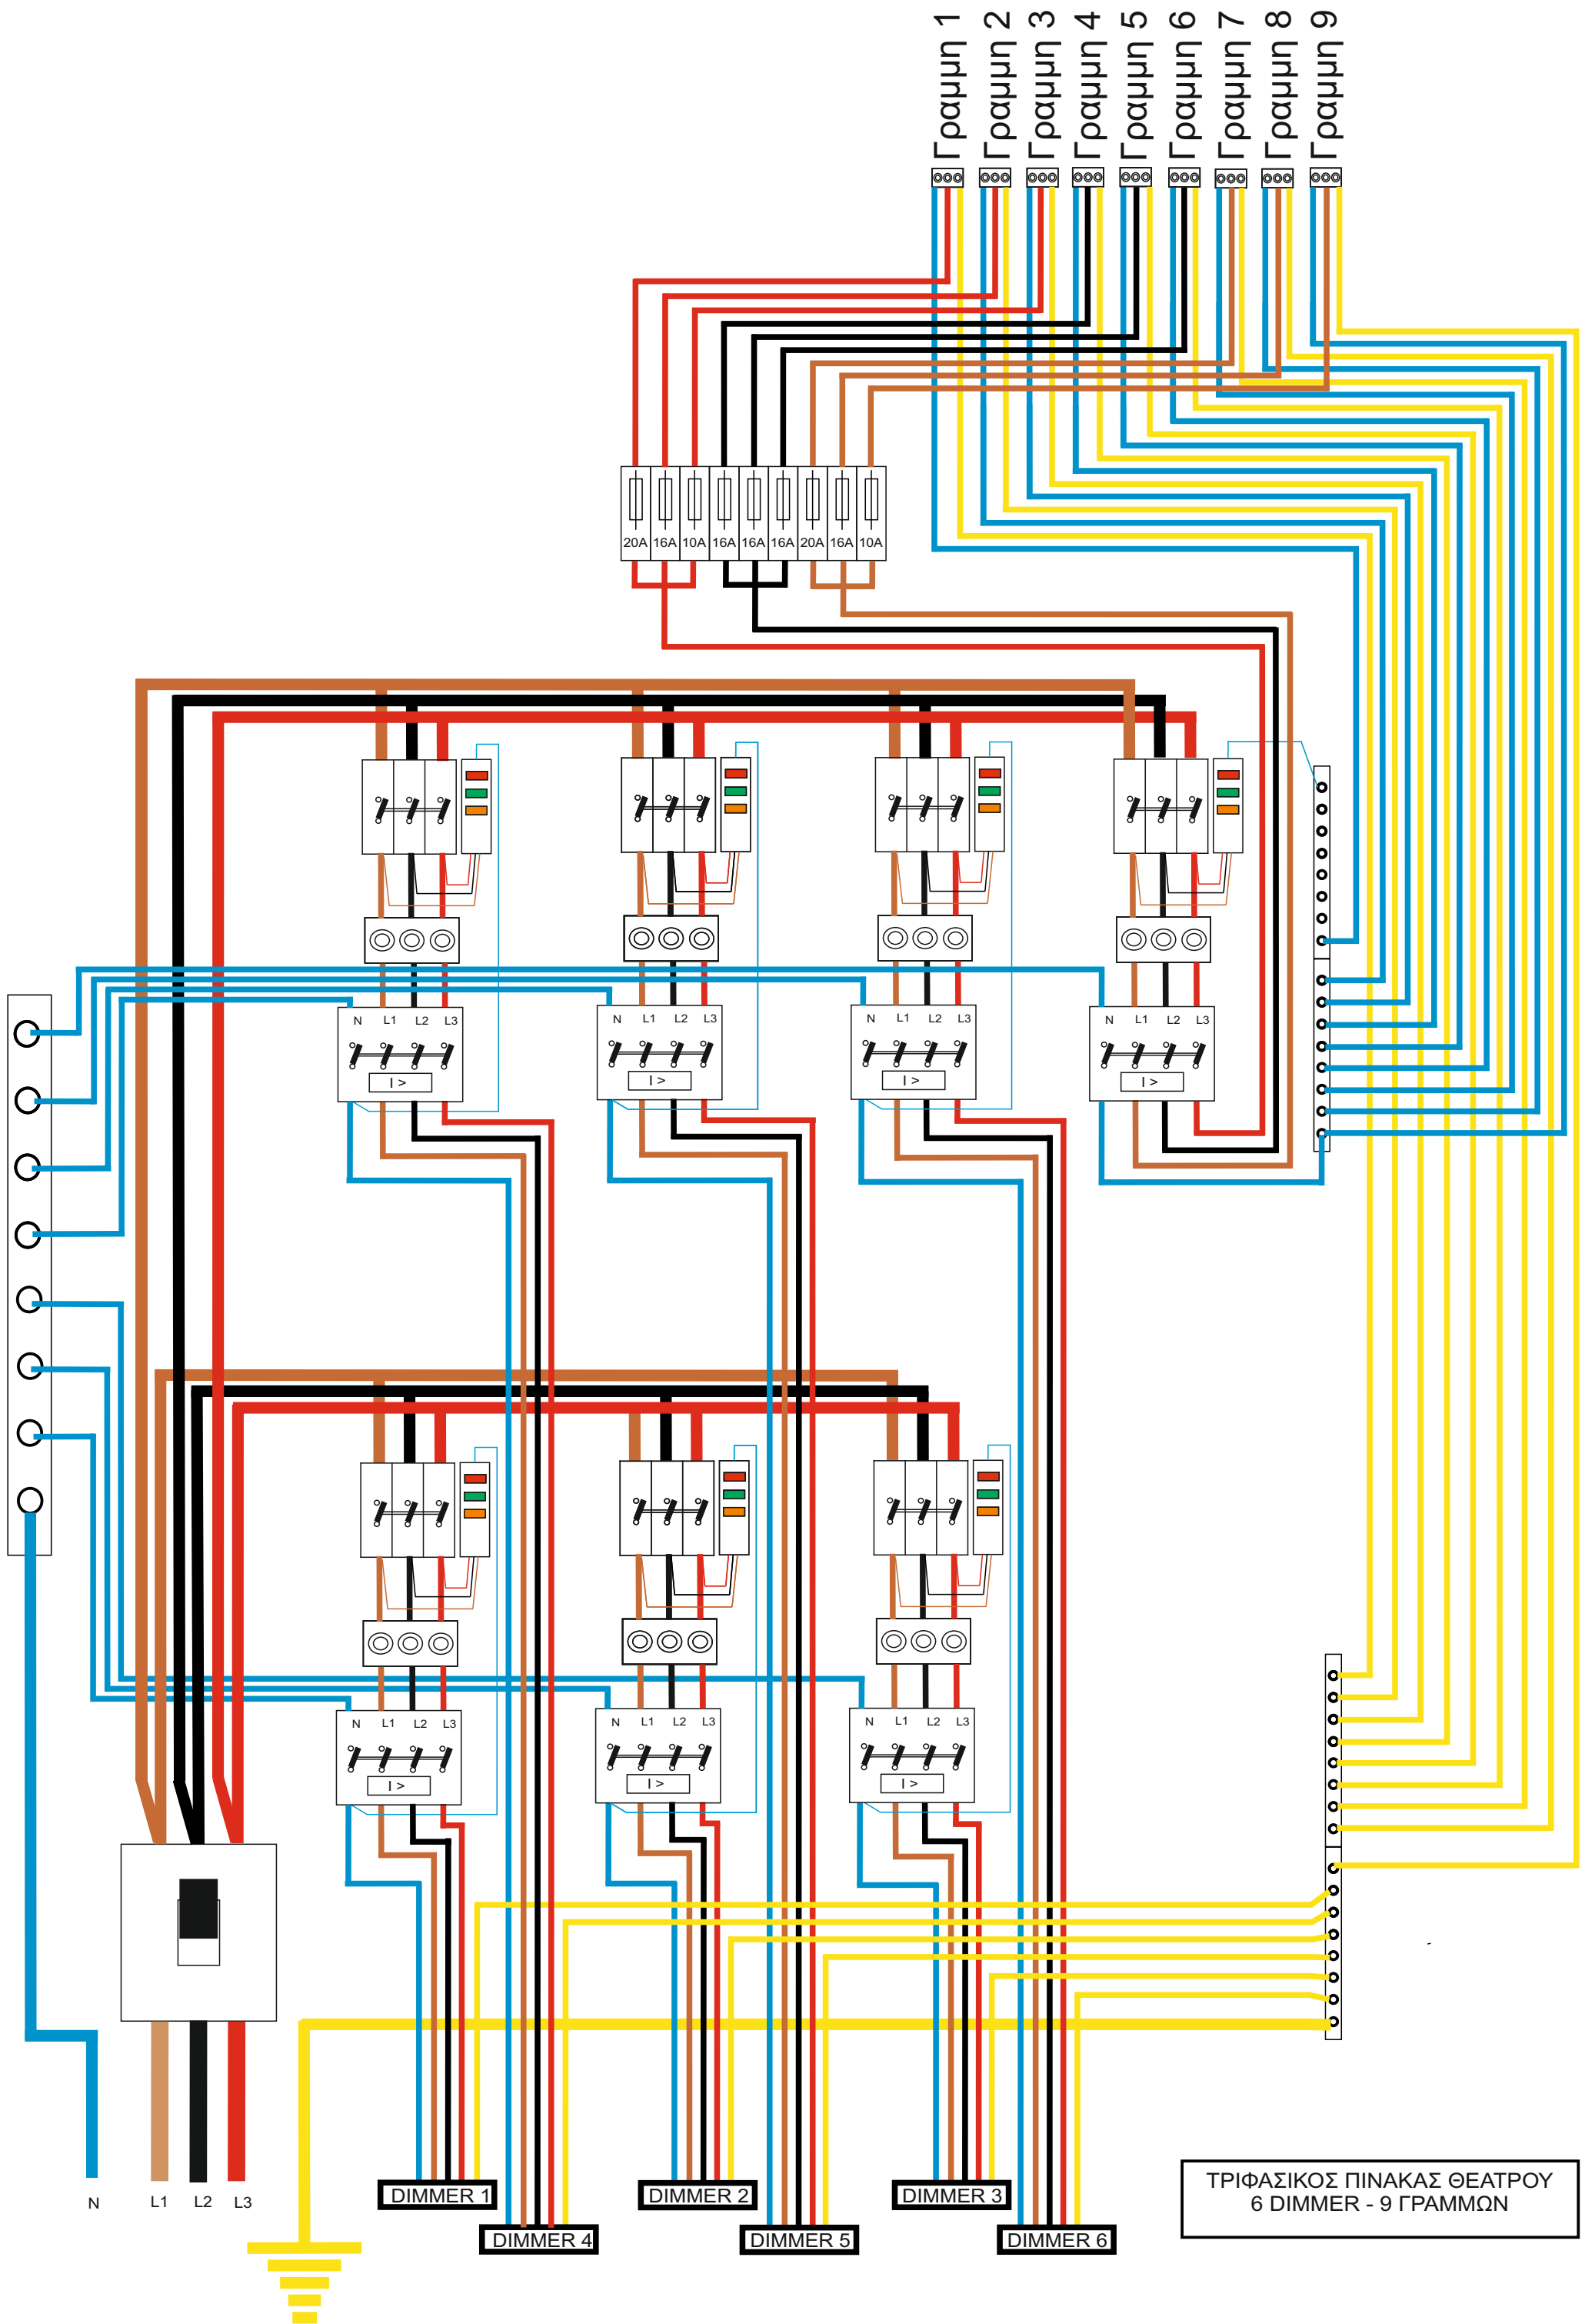 Γραμμη 1
Γραμμη 2
Γραμμη 3
Γραμμη 4
Γραμμη 5
Γραμμη 6
Γραμμη 7
Γραμμη 8
Γραμμη 9
20A 16A 10A 16A 16A 16A 20A 16A 10A
N L1 L2 L3
I >
N L1 L2 L3
I >
N L1 L2 L3
I >
N L1 L2 L3
I >
N L1 L2 L3
I >
N L1 L2 L3
I >
N L1 L2 L3
I >
N L1 L2 L3
DIMMER 1
DIMMER 2
DIMMER 3
DIMMER 4
DIMMER 5
DIMMER 6
ΤΡΙΦΑΣΙΚΟΣ ΠΙΝΑΚΑΣ ΘΕΑΤΡΟΥ
6 DIMMER - 9 ΓΡΑΜΜΩΝ